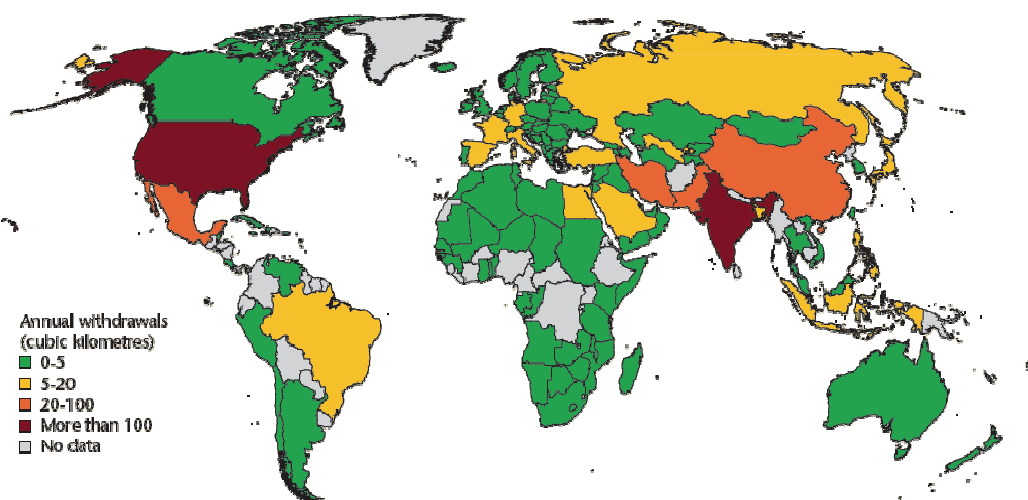 Annual withdrawals
(cubic kilometres)
0-5
5-20
20-100
More than 100
No data